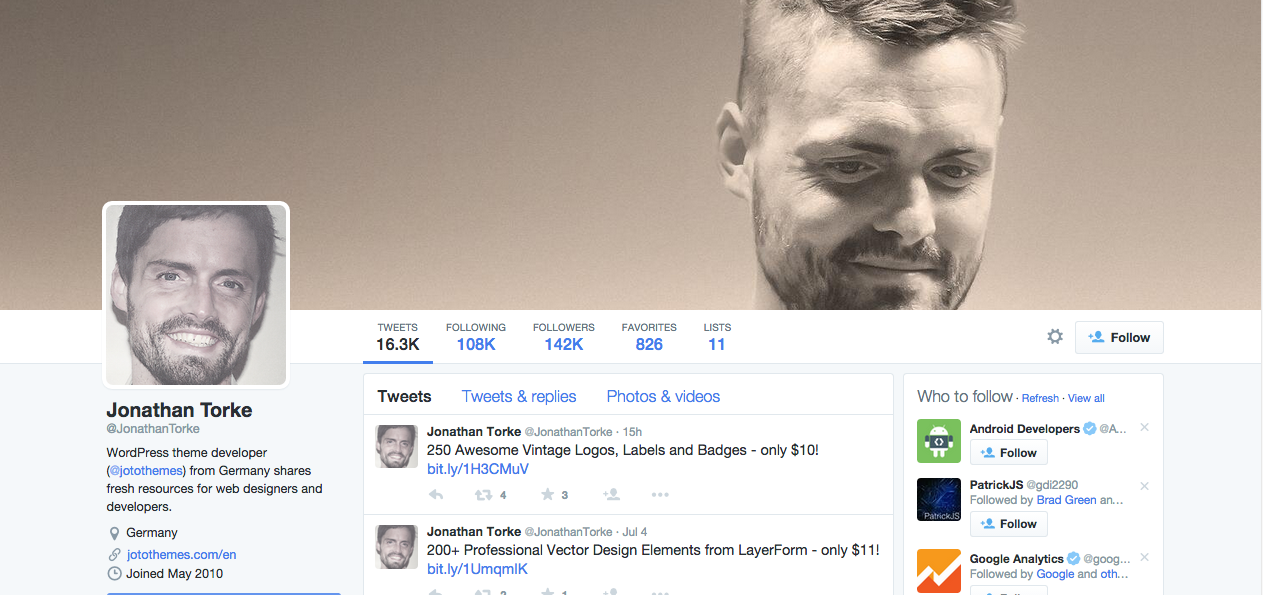 TWEETS FOLLOWING FOLLOWERS FAVORITES LISTS
16.3K 108K 142K 826 11
Follow
Jonathan Torke
@JonathanTorke
WordPress theme developer
(@jotothemes) from Germany shares
fresh resources for web designers and
developers.
Germany
jotothemes.com/en
Joined May 2010
Tweets Tweets & replies Photos & videos
Jonathan Torke @JonathanTorke · 15h
250 Awesome Vintage Logos, Labels and Badges - only $10!
bit.ly/1H3CMuV
4 3
Jonathan Torke @JonathanTorke · Jul 4
200+ Professional Vector Design Elements from LayerForm - only $11!
bit.ly/1UmqmIK
Who to follow · Refresh · View all
Android Developers @A...
Follow
PatrickJS @gdi2290
Followed by Brad Green an...
PatrickJS
Follow
Google Analytics @goog...
Followed by Google and oth...